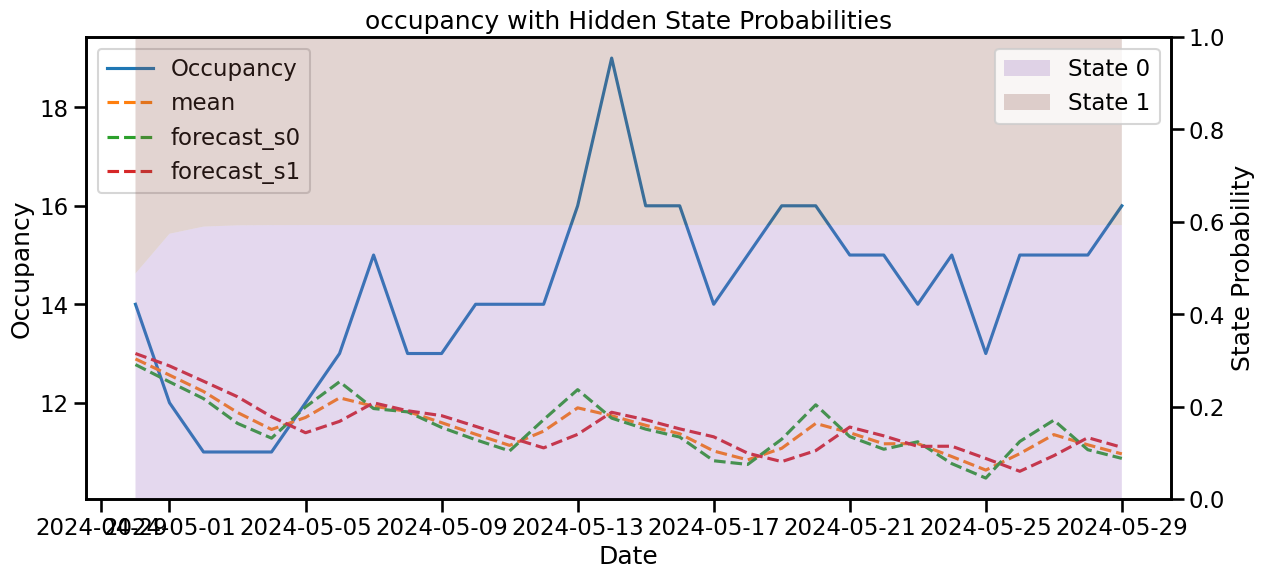 occupancy with Hidden State Probabilities
Occupancy
mean
forecast_s0
forecast_s1
State 0
State 1
Occupancy
18
16
14
12
1.0
0.8
0.6
0.4
0.2
0.0
State Probability
2024-04-29
2024-05-01
2024-05-05
2024-05-09
2024-05-13
2024-05-17
2024-05-21
2024-05-25
2024-05-29
Date